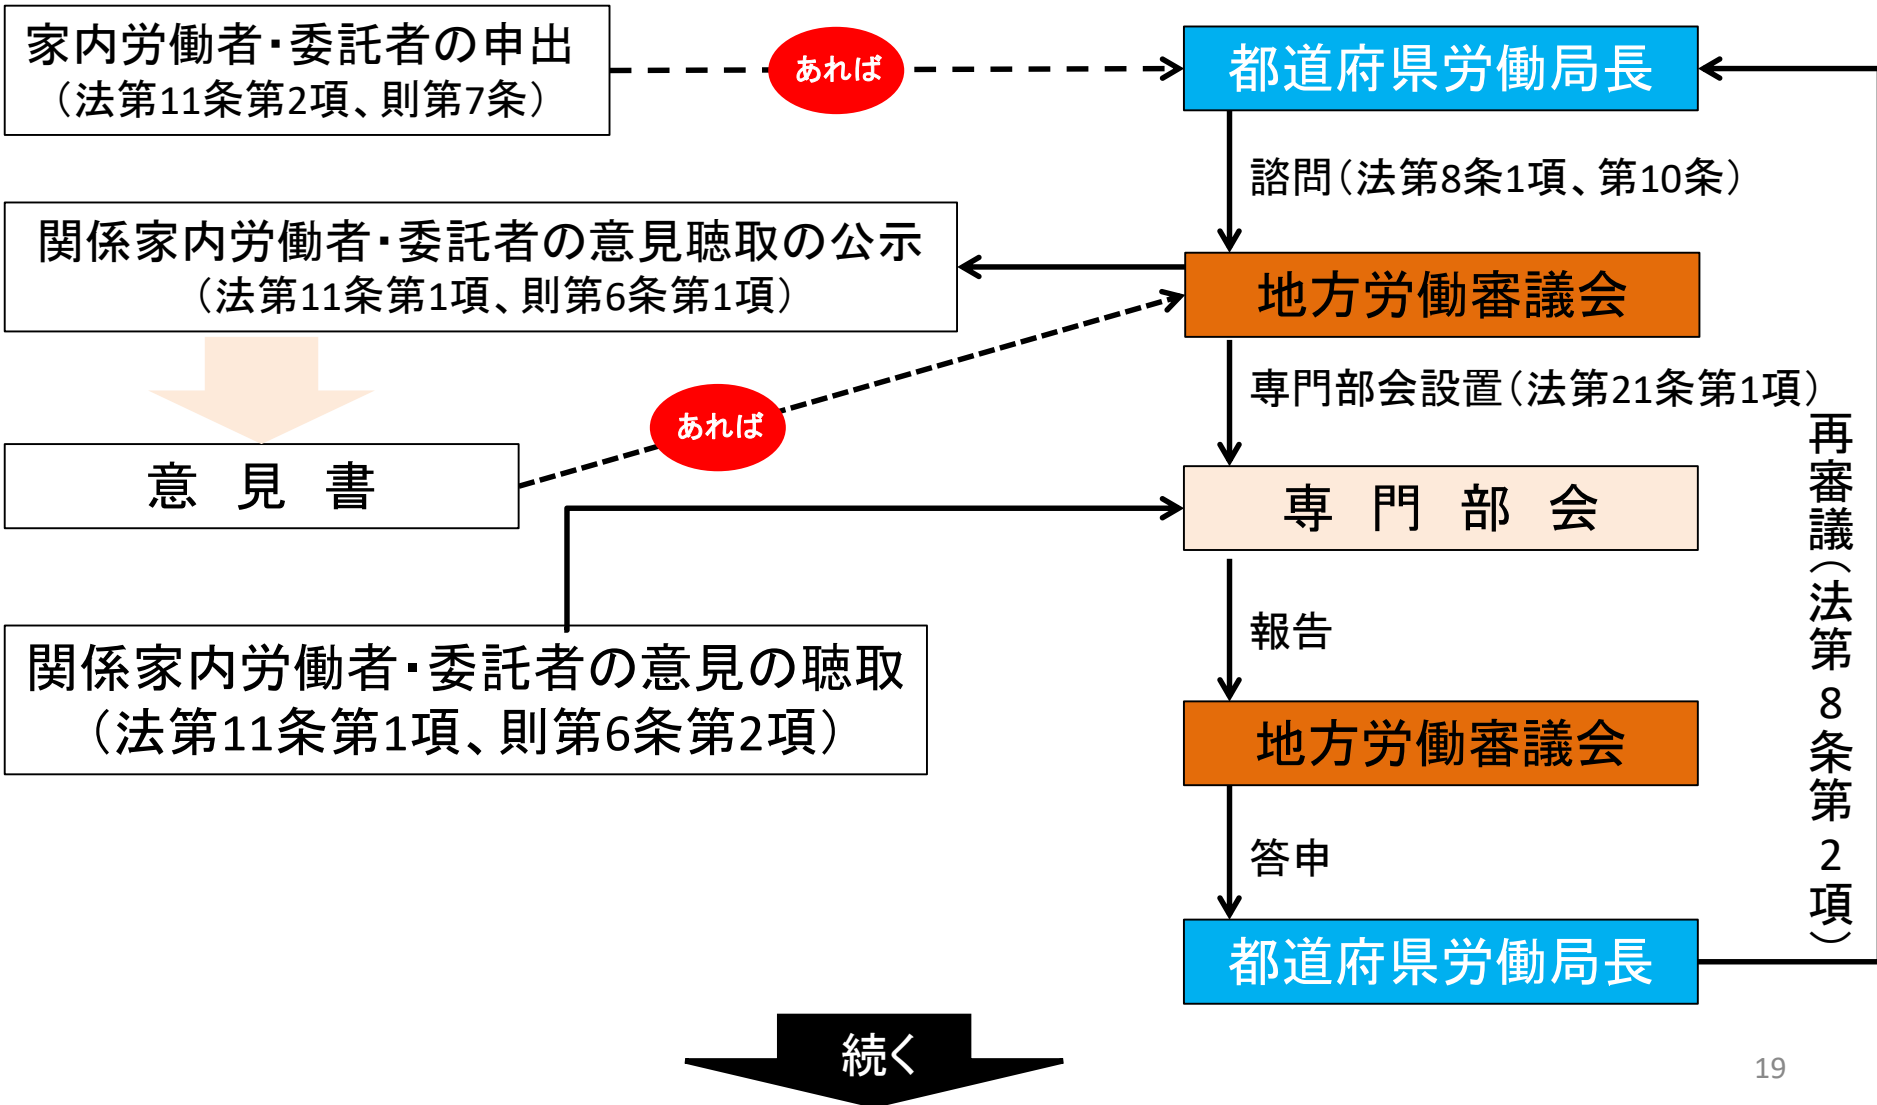 家内労働者・委託者の申出
（法第11条第2項、則第7条）
あれば
都道府県労働局長
諮問（法第8条1項、第10条）
関係家内労働者・委託者の意見聴取の公示
（法第11条第1項、則第6条第1項）
地方労働審議会
専門部会設置（法第21条第1項）
あれば
意　見　書
専　門　部　会
再審議（法第８条第２項）
報告
関係家内労働者・委託者の意見の聴取
（法第11条第1項、則第6条第2項）
地方労働審議会
答申
都道府県労働局長
続く
19